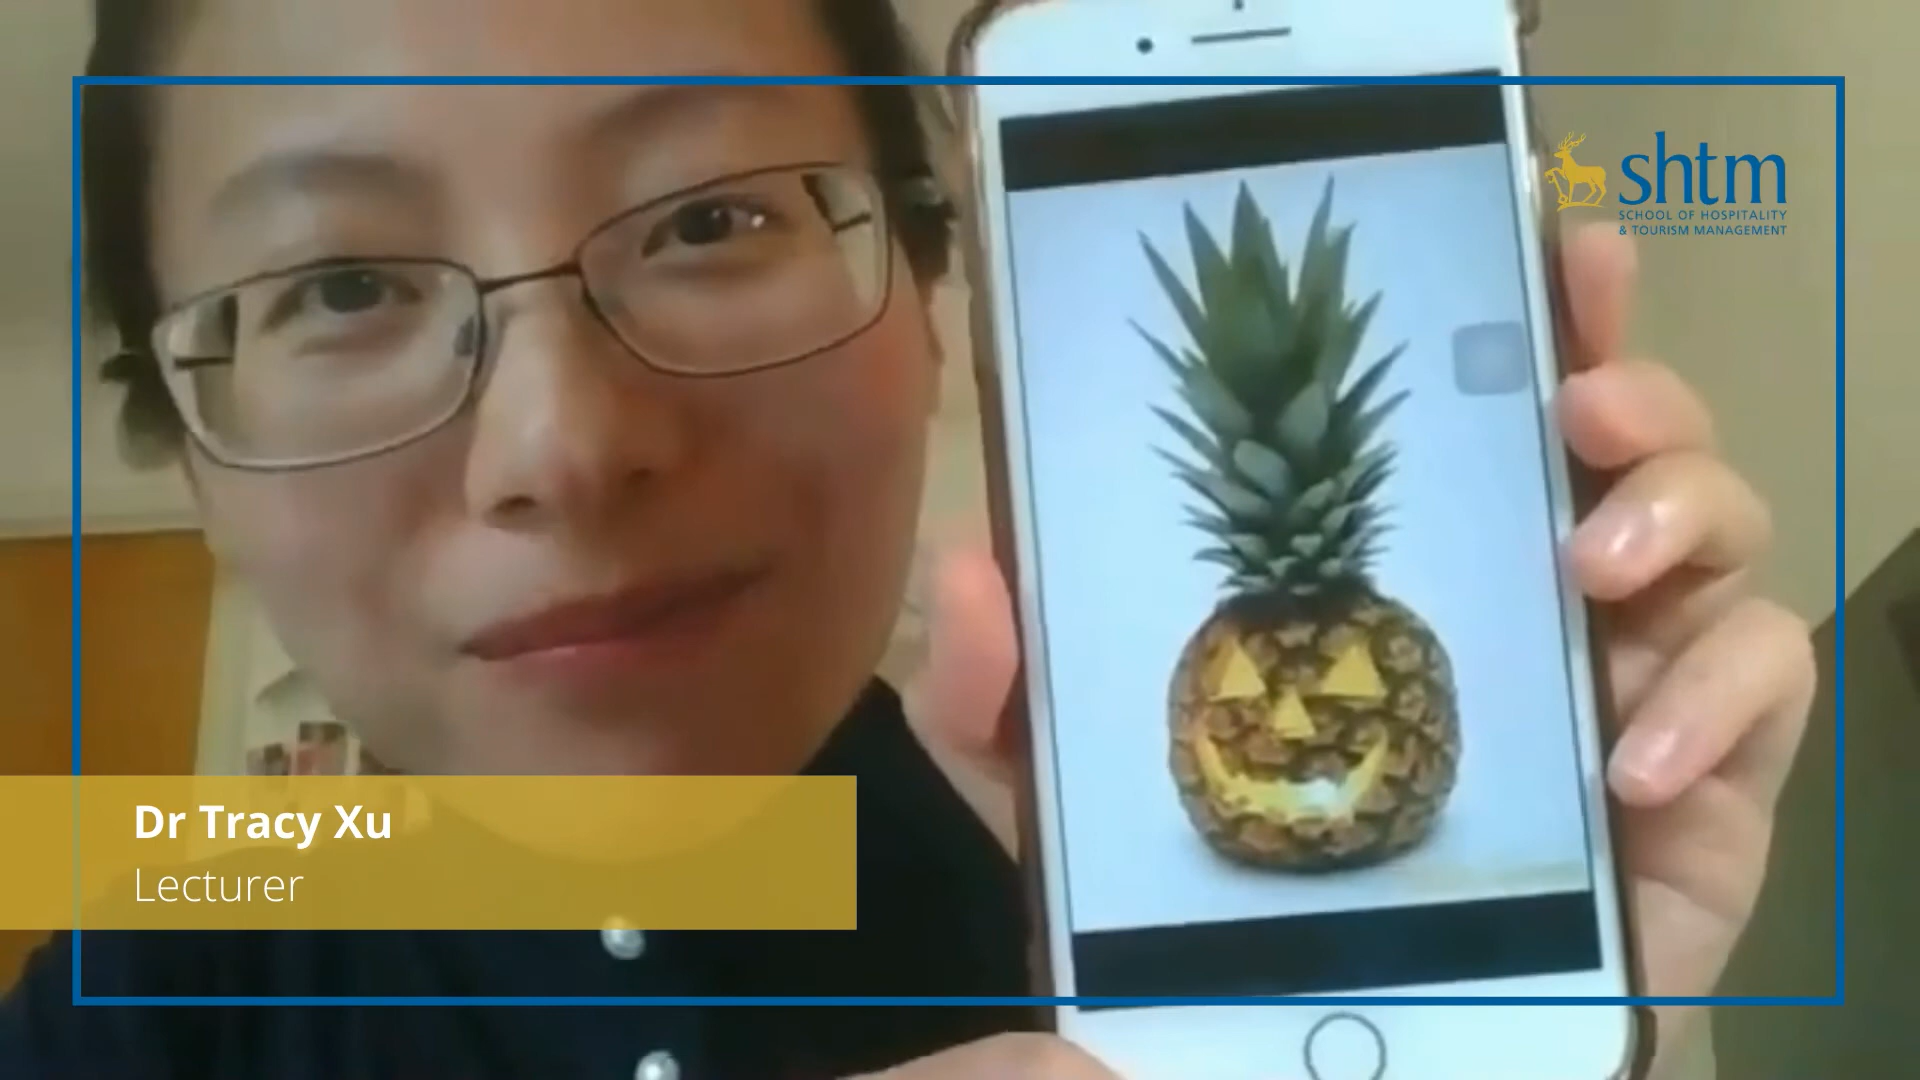 shtm
SCHOOL OF HOSPITALITY
& TOURISM MANAGEMENT
Dr Tracy Xu
Lecturer